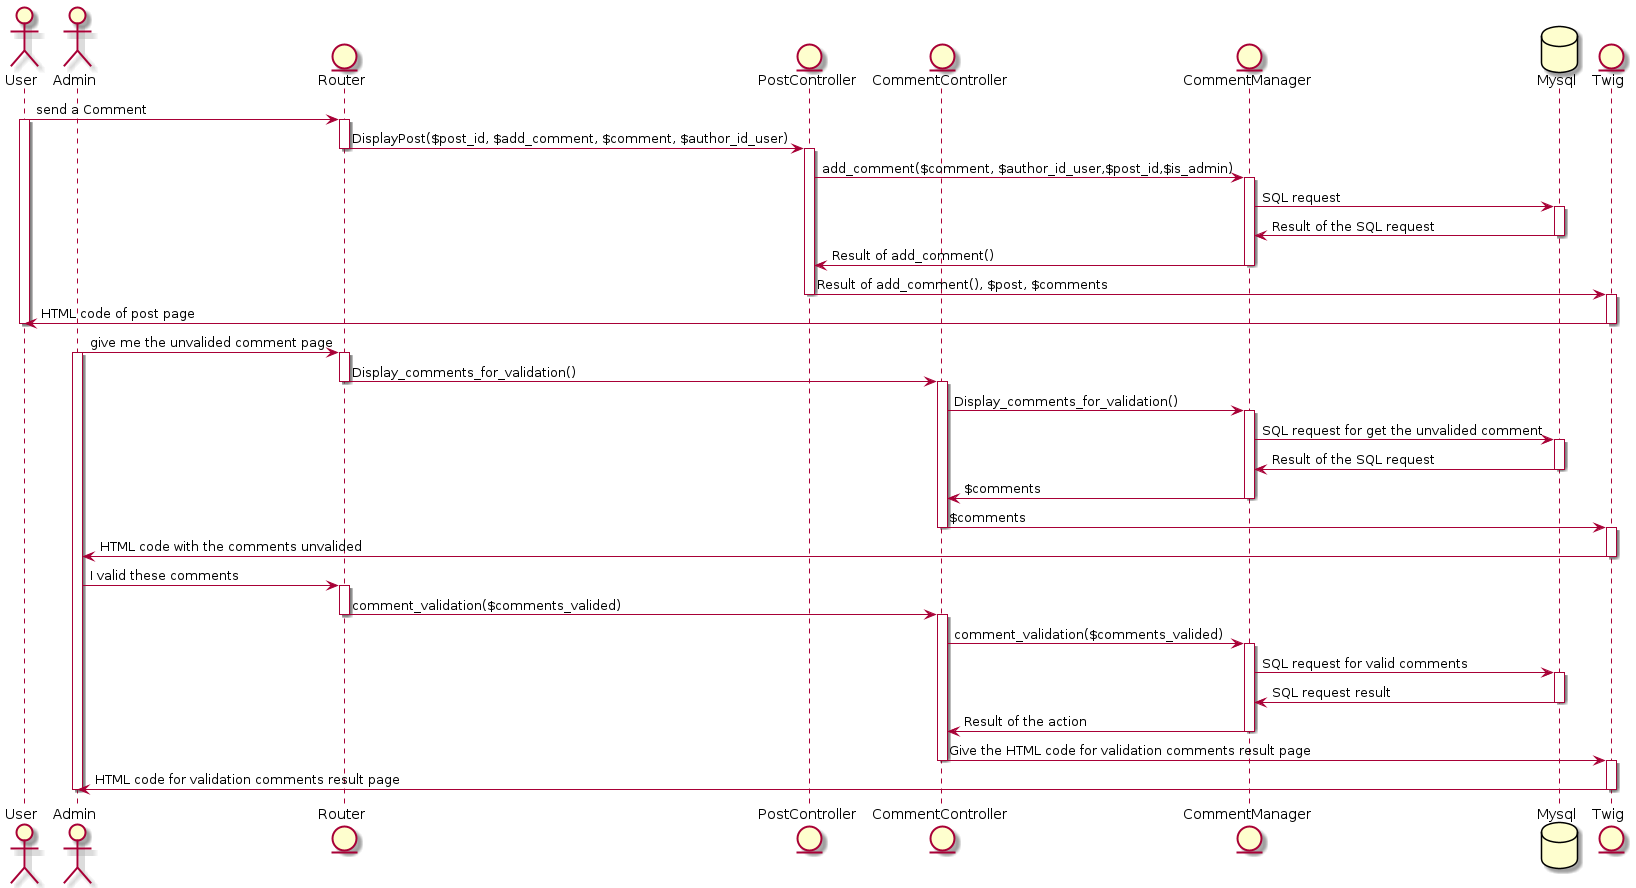 User Admin Router PostController CommentController CommentManager Mysql Twig
send a Comment
DisplayPost($post_id, $add_comment, $comment, $author_id_user)
add_comment($comment, $author_id_user,$post_id,$is_admin)
SQL request
Result of the SQL request
Result of add_comment()
Result of add_comment(), $post, $comments
HTML code of post page
give me the unvalided comment page
Display_comments_for_validation()
Display_comments_for_validation()
SQL request for get the unvalided comment
Result of the SQL request
$comments
$comments
HTML code with the comments unvalided
I valid these comments
comment_validation($comments_valided)
comment_validation($comments_valided)
SQL request for valid comments
SQL request result
Result of the action
Give the HTML code for validation comments result page
HTML code for validation comments result page
User Admin Router PostController CommentController CommentManager Mysql Twig